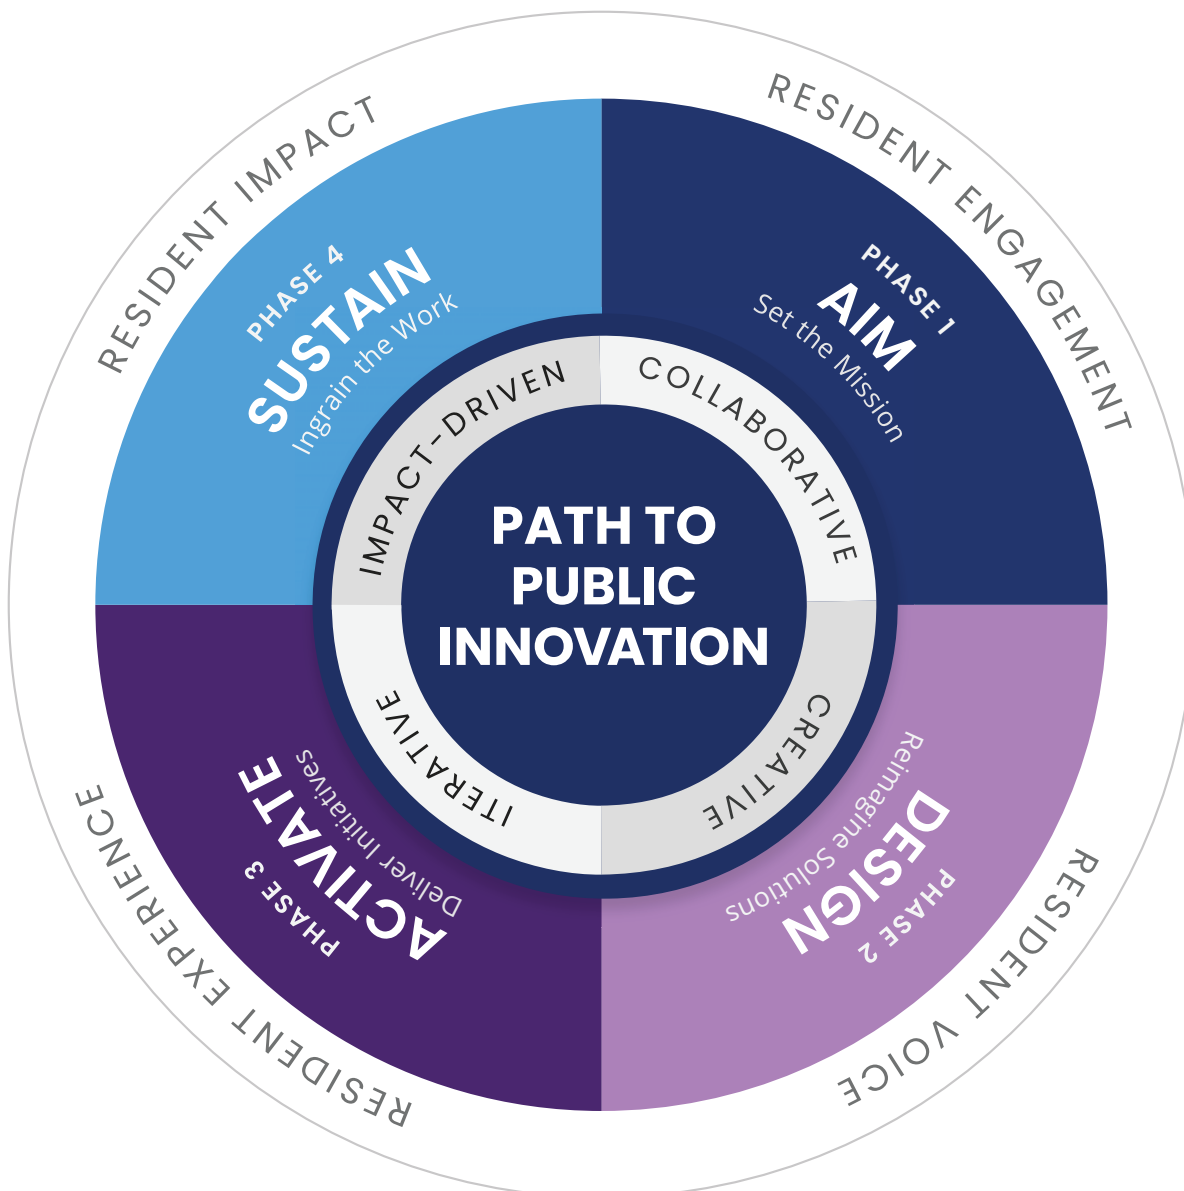 RESIDENT ENGAGEMENT
PHASE 1
AIM
Set the Mission
COLLABORATIVE
RESIDENT VOICE
PHASE 2
DESIGN
Reimagine Solutions
CREATIVE
RESIDENT EXPERIENCE
PHASE 3
ACTIVATE
Deliver Initiatives
ITERATIVE
RESIDENT IMPACT
PHASE 4
SUSTAIN
Ingrain the Work
IMPACT-DRIVEN
PATH TO
PUBLIC
INNOVATION